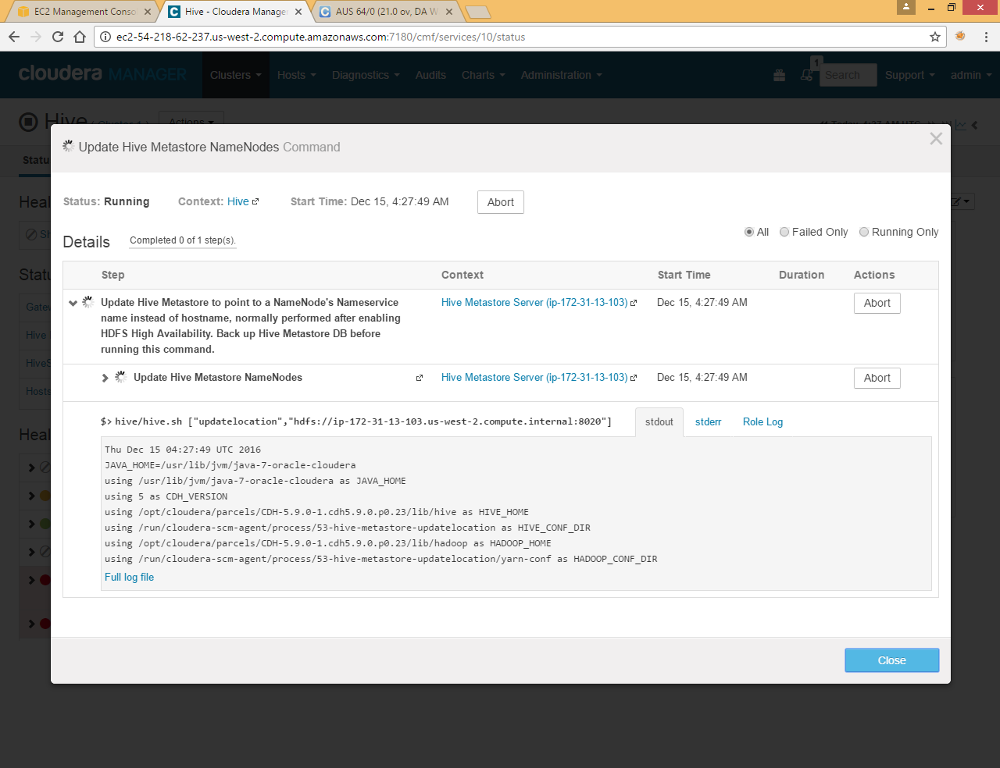 EC2 Management Conso
Hive - Cloudera Manage
AUS 64/0 (21.0 ov, DA W
ec2-54-218-62-237.us-west-2.compute.amazonaws.com:7180/cmf/services/10/status
cloudera MANAGER
Clusters
Hosts
Diagnostics
Audits
Charts
Administration
1
Search
Support
admin
Hive
Actions
Statu
Update Hive Metastore NameNodes Command
Status: Running
Context: Hive
Start Time: Dec 15, 4:27:49 AM
Abort
Heal
Sh
Details
Completed 0 of 1 step(s).
All
Failed Only
Running Only
Statu
Step
Context
Start Time
Duration
Actions
Gatew
Update Hive Metastore to point to a NameNode's Nameservice
name instead of hostname, normally performed after enabling
HDFS High Availability. Back up Hive Metastore DB before
running this command.
Hive Metastore Server (ip-172-31-13-103)
Dec 15, 4:27:49 AM
Abort
Hive
HiveS
Hosts
Update Hive Metastore NameNodes
Hive Metastore Server (ip-172-31-13-103)
Dec 15, 4:27:49 AM
Abort
Heal
$> hive/hive.sh ["updatelocation","hdfs://ip-172-31-13-103.us-west-2.compute.internal:8020"]
stdout
stderr
Role Log
Thu Dec 15 04:27:49 UTC 2016
JAVA_HOME=/usr/lib/jvm/java-7-oracle-cloudera
using /usr/lib/jvm/java-7-oracle-cloudera as JAVA_HOME
using 5 as CDH_VERSION
using /opt/cloudera/parcels/CDH-5.9.0-1.cdh5.9.0.p0.23/lib/hive as HIVE_HOME
using /run/cloudera-scm-agent/process/53-hive-metastore-updatelocation as HIVE_CONF_DIR
using /opt/cloudera/parcels/CDH-5.9.0-1.cdh5.9.0.p0.23/lib/hadoop as HADOOP_HOME
using /run/cloudera-scm-agent/process/53-hive-metastore-updatelocation/yarn-conf as HADOOP_CONF_DIR
Full log file
Close